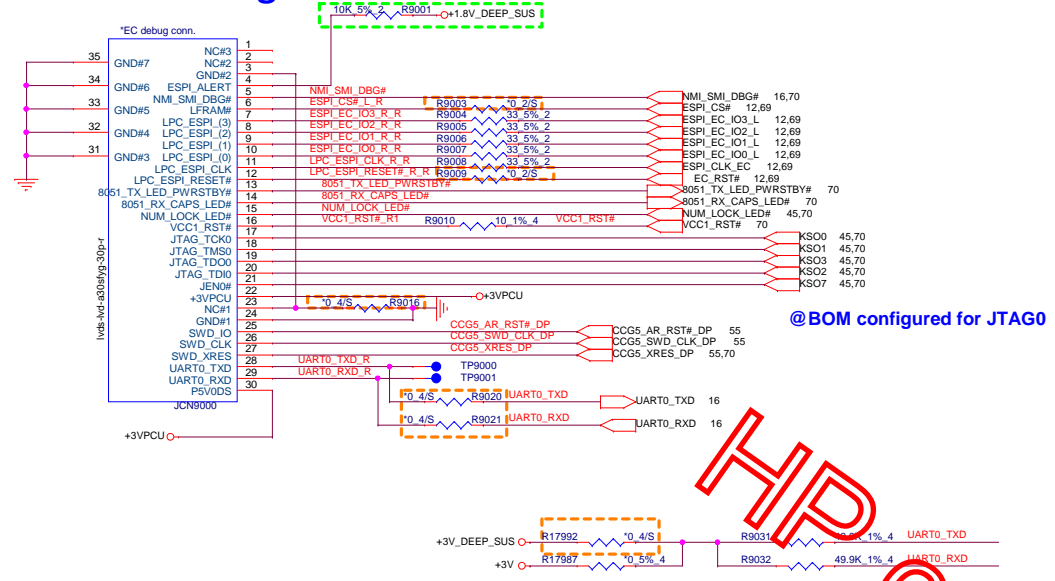 10K_5%_2 R9001 +1.8V_DEEP_SUS
*EC debug conn.
35 GND#7
34 GND#6
33 GND#5
32 GND#4
31 GND#3
NC#3 1
NC#2 2
GND#2 3
ESPI_ALERT 4
NMI_SMI_DBG# 5 NMI_SMI_DBG# NMI_SMI_DBG# 16,70
LFRAM# 6 ESPI_CS#_L_R R9003 *0_2/S ESPI_CS# 12,69
LPC_ESPI_(3) 7 ESPI_EC_IO3_R_R R9004 33_5%_2 ESPI_EC_IO3_L 12,69
LPC_ESPI_(2) 8 ESPI_EC_IO2_R_R R9005 33_5%_2 ESPI_EC_IO2_L 12,69
LPC_ESPI_(1) 9 ESPI_EC_IO1_R_R R9006 33_5%_2 ESPI_EC_IO1_L 12,69
LPC_ESPI_(0) 10 ESPI_EC_IO0_R_R R9007 33_5%_2 ESPI_EC_IO0_L 12,69
LPC_ESPI_CLK 11 LPC_ESPI_CLK_R_R R9008 33_5%_2 ESPI_CLK_EC 12,69
LPC_ESPI_RESET# 12 LPC_ESPI_RESET#_R_R R9009 *0_2/S EC_RST# 12,69
8051_TX_LED_PWRSTBY# 13 8051_TX_LED_PWRSTBY# 8051_TX_LED_PWRSTBY# 70
8051_RX_CAPS_LED# 14 8051_RX_CAPS_LED# 8051_RX_CAPS_LED# 70
NUM_LOCK_LED# 15 NUM_LOCK_LED# NUM_LOCK_LED# 45,70
VCC1_RST# 16 VCC1_RST#_R1 R9010 10_1%_4 VCC1_RST# VCC1_RST# 70
JTAG_TCK0 17 KSO0 45,70
JTAG_TMS0 18 KSO1 45,70
JTAG_TDO0 19 KSO3 45,70
JTAG_TDI0 20 KSO2 45,70
JEN0# 21 KSO7 45,70
+3VPCU 22 +3VPCU
NC#1 23 *0_4/S R9016
GND#1 24
SWD_IO 25 CCG5_AR_RST#_DP CCG5_AR_RST#_DP 55
SWD_CLK 26 CCG5_SWD_CLK_DP CCG5_SWD_CLK_DP 55
SWD_XRES 27 CCG5_XRES_DP CCG5_XRES_DP 55,70
UART0_TXD 28 UART0_TXD_R TP9000
UART0_RXD 29 UART0_RXD_R TP9001
P5V0DS 30
lvds-lvd-a30sfyg-30p-r
JCN9000
@BOM configured for JTAG0
*0_4/S R9020 UART0_TXD UART0_TXD 16
*0_4/S R9021 UART0_RXD UART0_RXD 16
+3VPCU
HP
+3V_DEEP_SUS R17992 *0_4/S R9031 UART0_TXD
+3V R17987 *0_5%_4 R9032 49.9K_1%_4 UART0_RXD